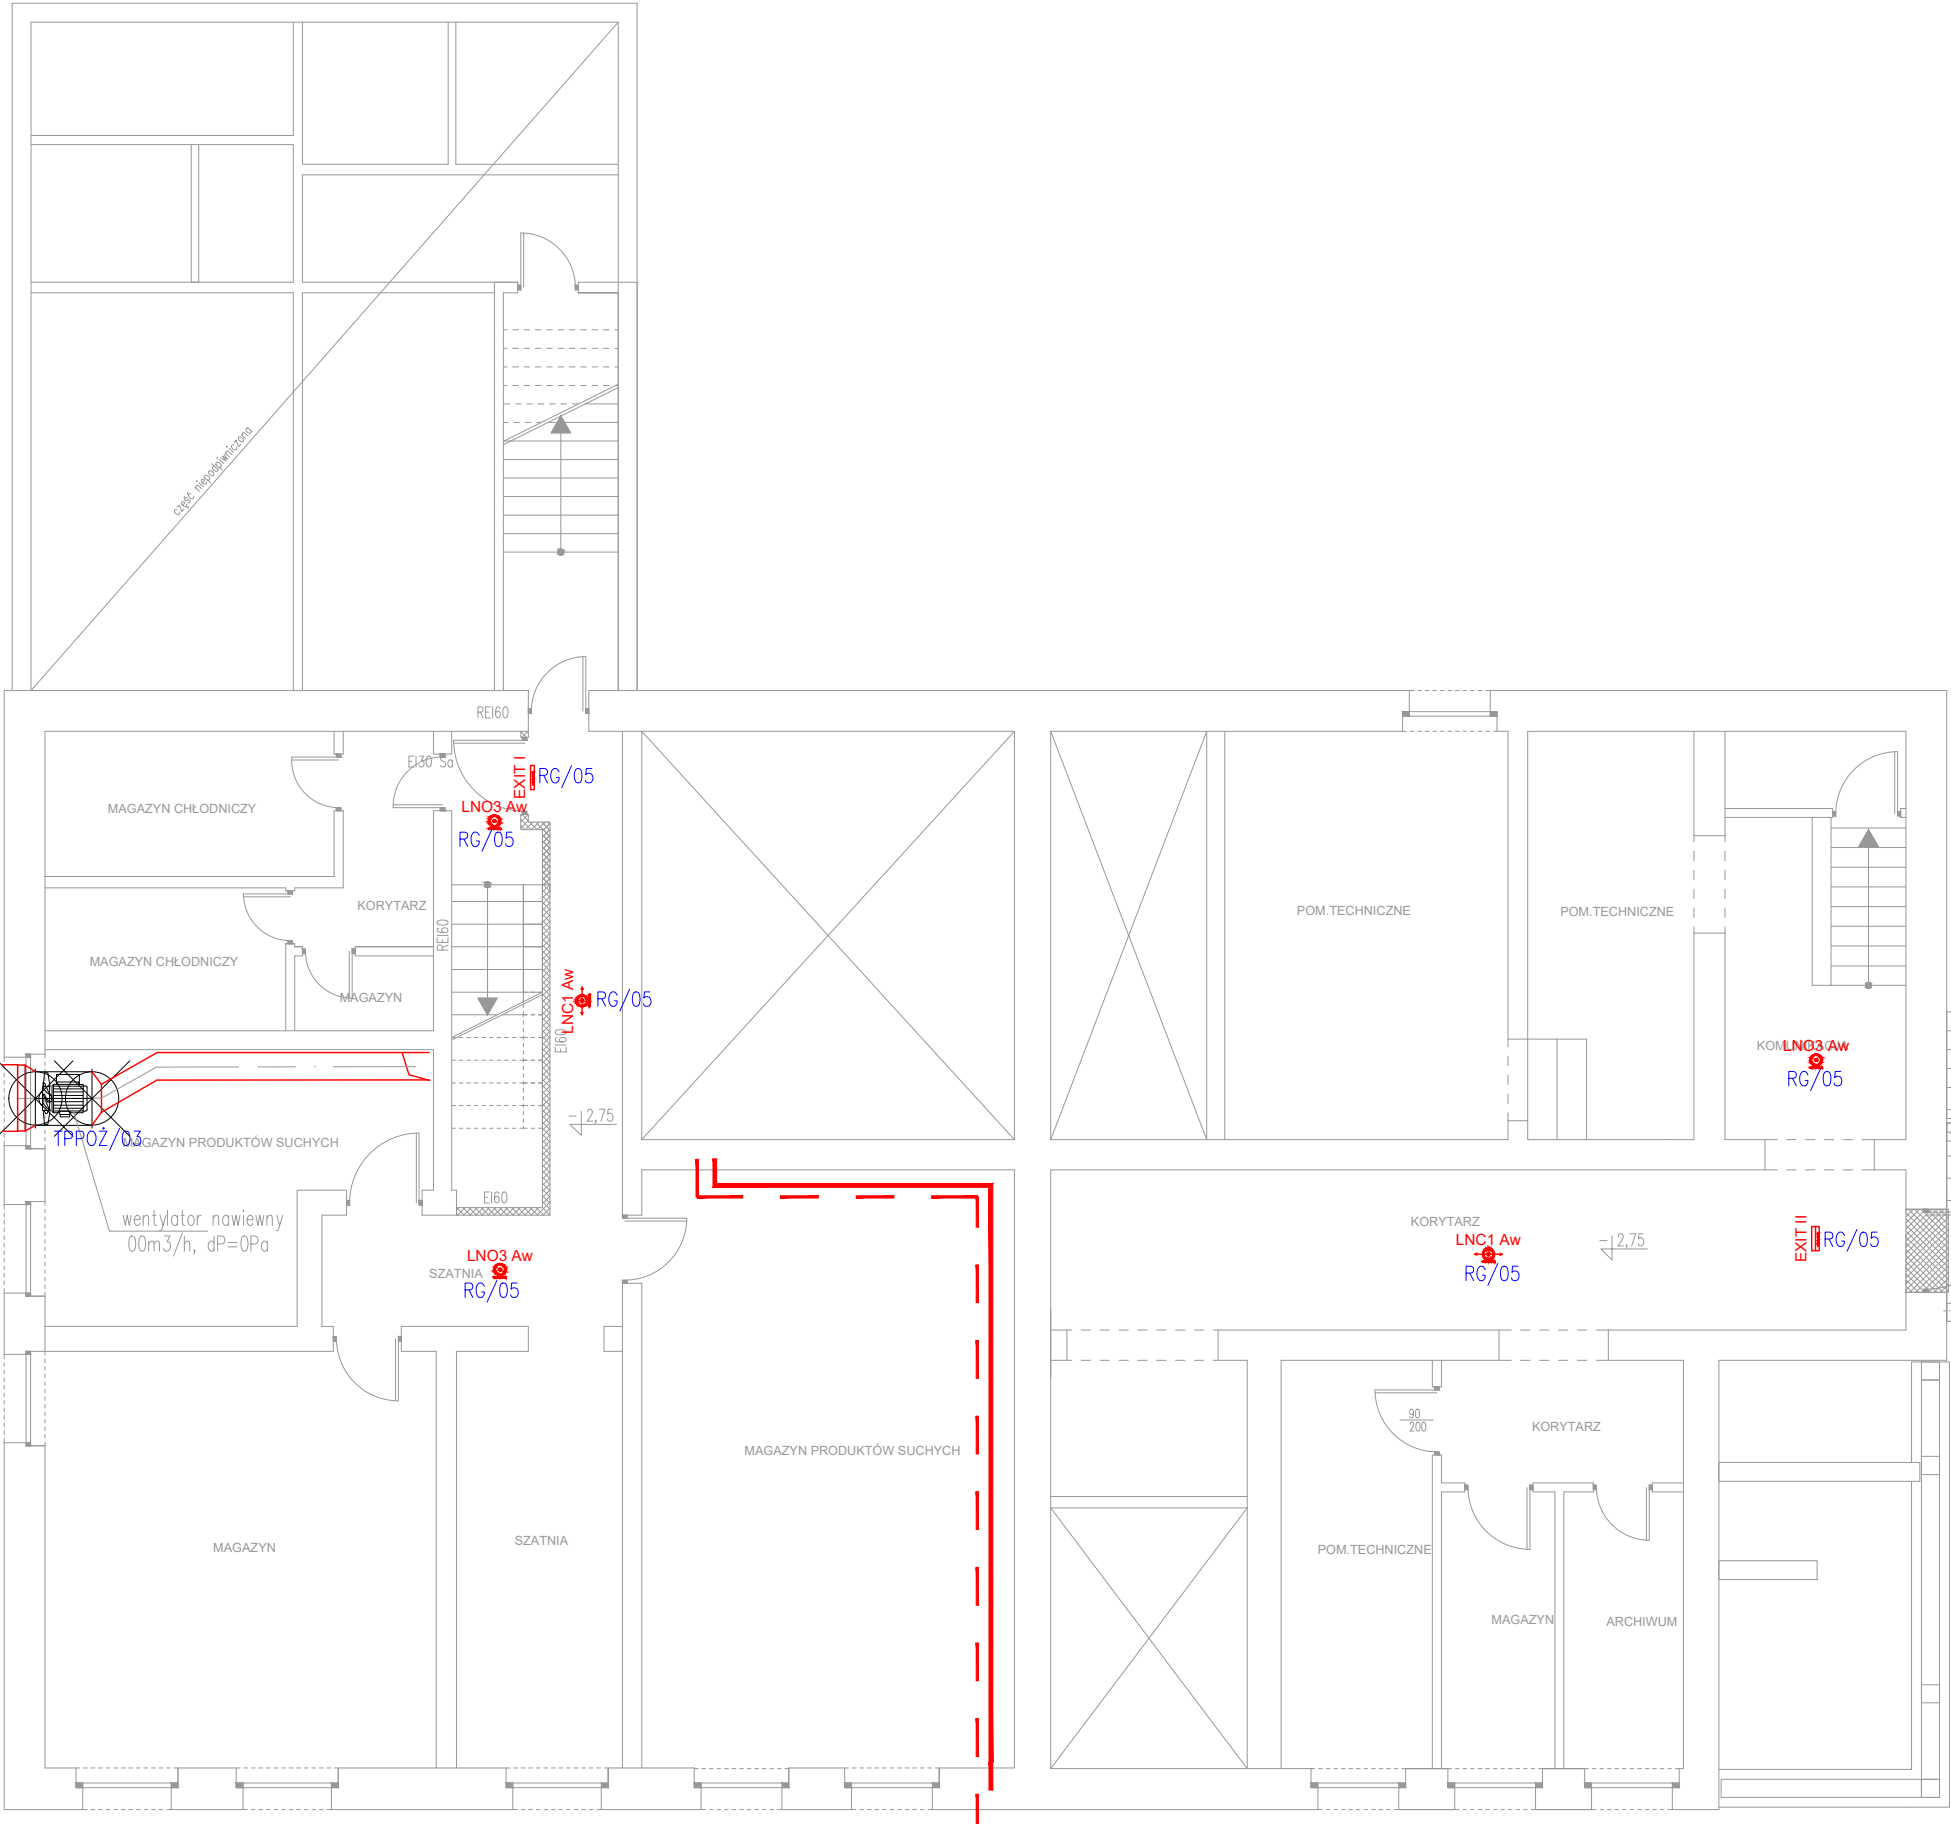 część niepodpiwniczona
REI60
EI30 Sa
EXIT I
RG/05
MAGAZYN CHŁODNICZY
LNO3 Aw
RG/05
KORYTARZ
REI60
POM.TECHNICZNE
POM.TECHNICZNE
MAGAZYN CHŁODNICZY
MAGAZYN
LNC1 Aw
RG/05
EI60
LNO3 Aw
RG/05
-2,75
TPPOŻ/03
MAGAZYN PRODUKTÓW SUCHYCH
EI60
wentylator nawiewny
00m3/h, dP=0Pa
LNO3 Aw
SZATNIA
RG/05
KORYTARZ
LNC1 Aw
RG/05
-2,75
EXIT II
RG/05
90
200
KORYTARZ
MAGAZYN PRODUKTÓW SUCHYCH
MAGAZYN
SZATNIA
POM.TECHNICZNE
MAGAZYN
ARCHIWUM